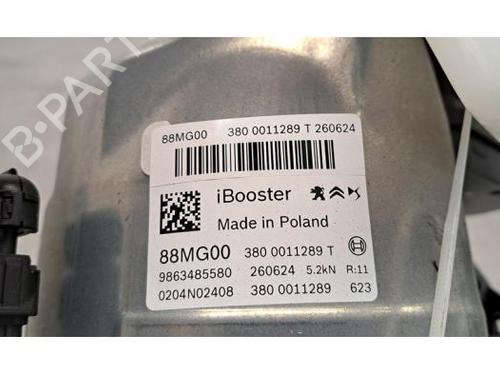 88MG00 380 0011289 T 260624
iBooster
Made in Poland
88MG00 380 0011289 T
9863485580 260624 5.2kN R:11
0204N02408 380 0011289 623
B-PARTS